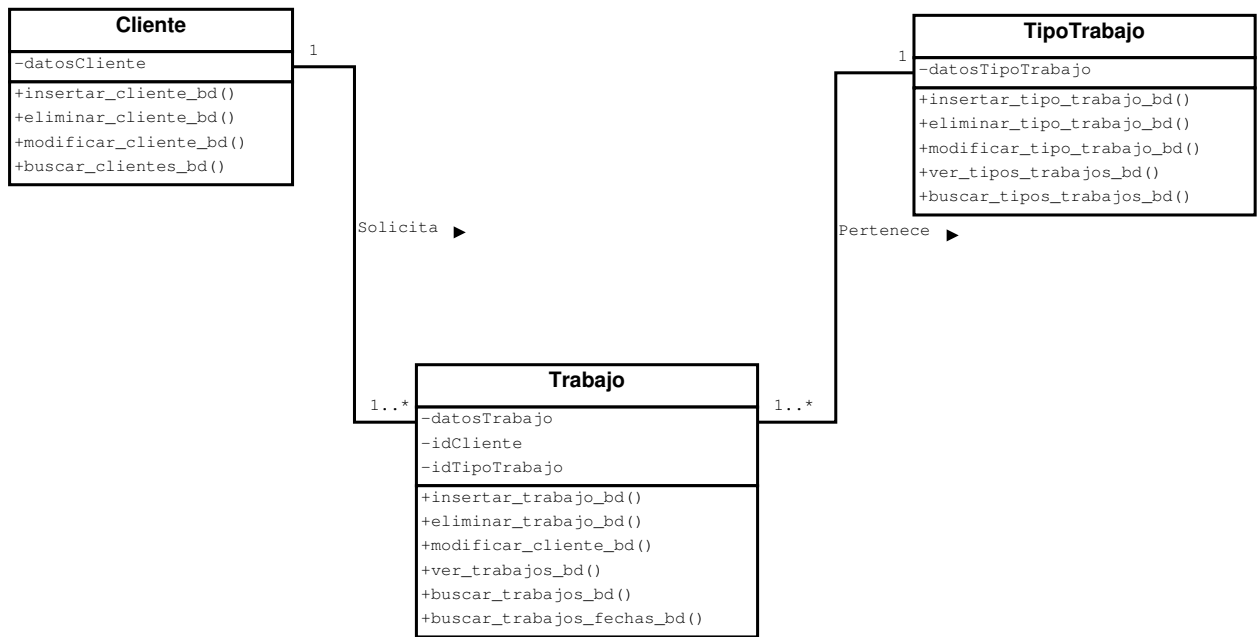 Cliente
-datosCliente
+insertar_cliente_bd()
+eliminar_cliente_bd()
+modificar_cliente_bd()
+buscar_clientes_bd()
1
TipoTrabajo
-datosTipoTrabajo
+insertar_tipo_trabajo_bd()
+eliminar_tipo_trabajo_bd()
+modificar_tipo_trabajo_bd()
+ver_tipos_trabajos_bd()
+buscar_tipos_trabajos_bd()
1
Solicita ►
Pertenece ►
1..*
Trabajo
-datosTrabajo
-idCliente
-idTipoTrabajo
+insertar_trabajo_bd()
+eliminar_trabajo_bd()
+modificar_cliente_bd()
+ver_trabajos_bd()
+buscar_trabajos_bd()
+buscar_trabajos_fechas_bd()
1..*